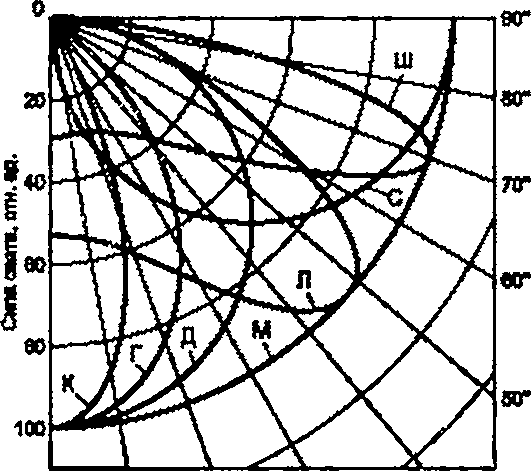 0
90°
Ш
80°
20
Сила света, отн. ед.
40
С
70°
60
Л
60°
80
Г
Д
М
К
50°
100